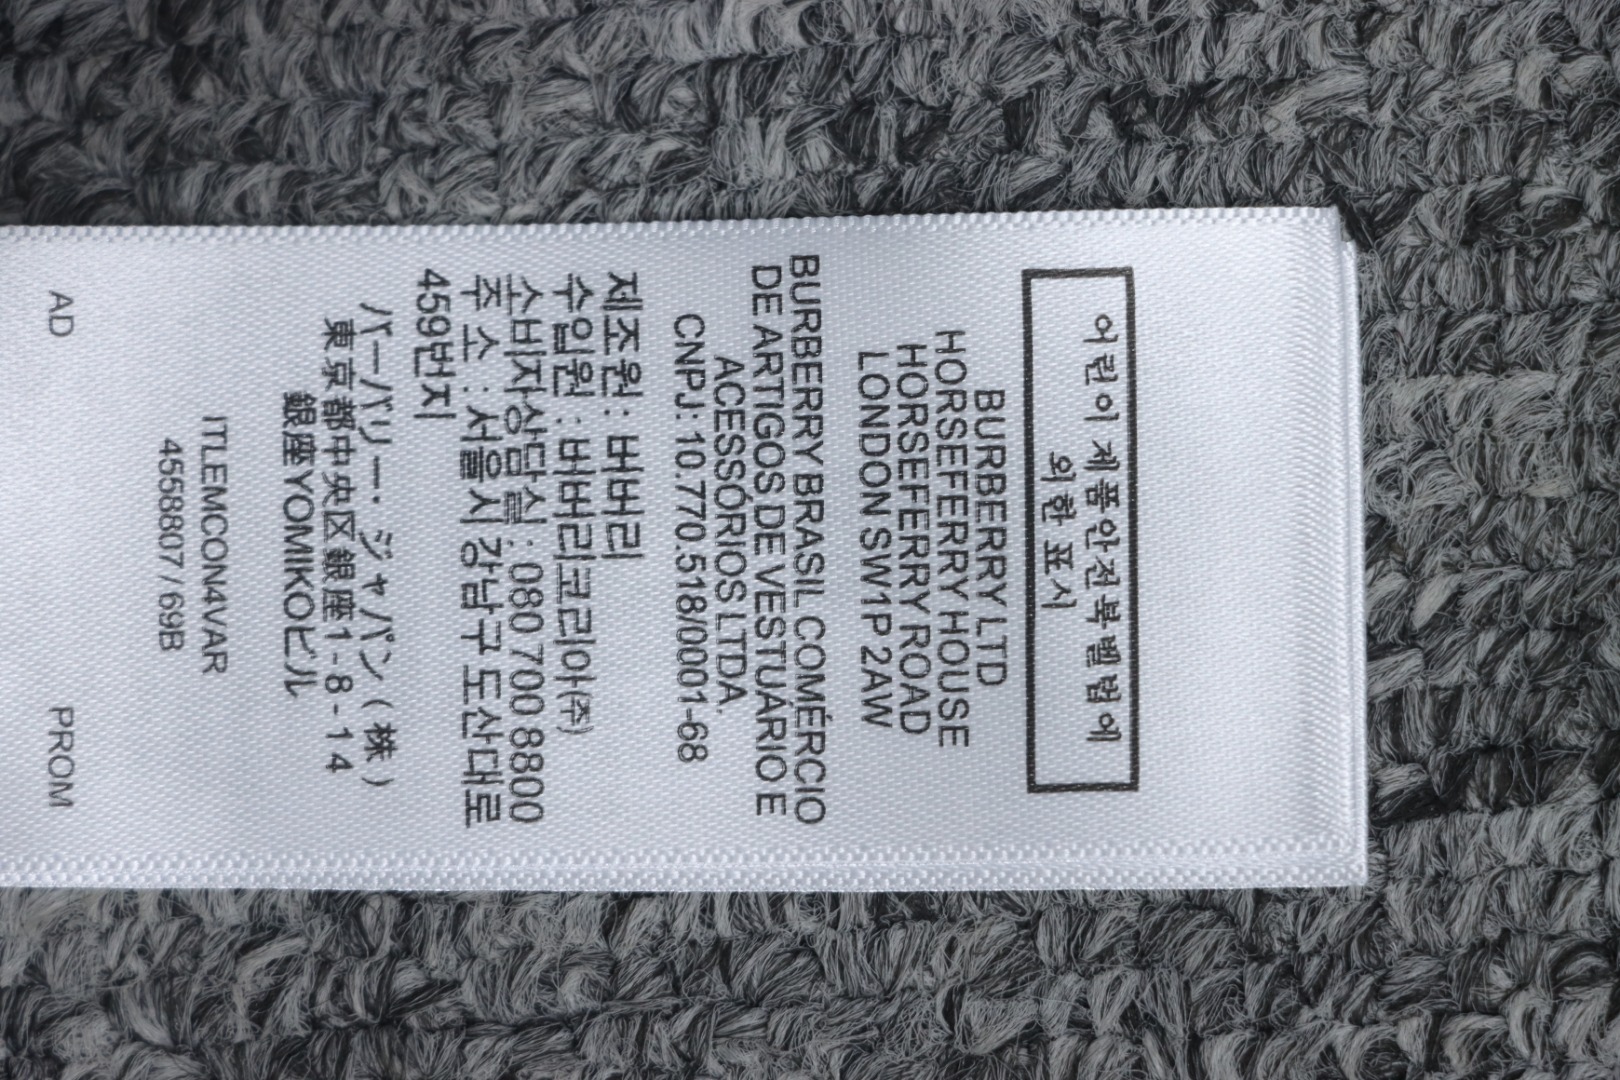 어린이 제품안전특별법에
의한 표시
BURBERRY LTD
HORSEFERRY HOUSE
HORSEFERRY ROAD
LONDON SW1P 2AW
BURBERRY BRASIL COMÉRCIO
DE ARTIGOS DE VESTUÁRIO E
ACESSÓRIOS LTDA.
CNPJ: 10.770.518/0001-68
제조원: 버버리
수입원 : 버버리코리아(주)
소비자상담실 : 080 700 8800
주 소 : 서울시 강남구 도산대로
459번지
バーバリー・ジャパン（株）
東京都中央区銀座1-8-14
銀座YOMIKOビル
ITLEMCON4VAR
4558807 / 69B
AD PROM